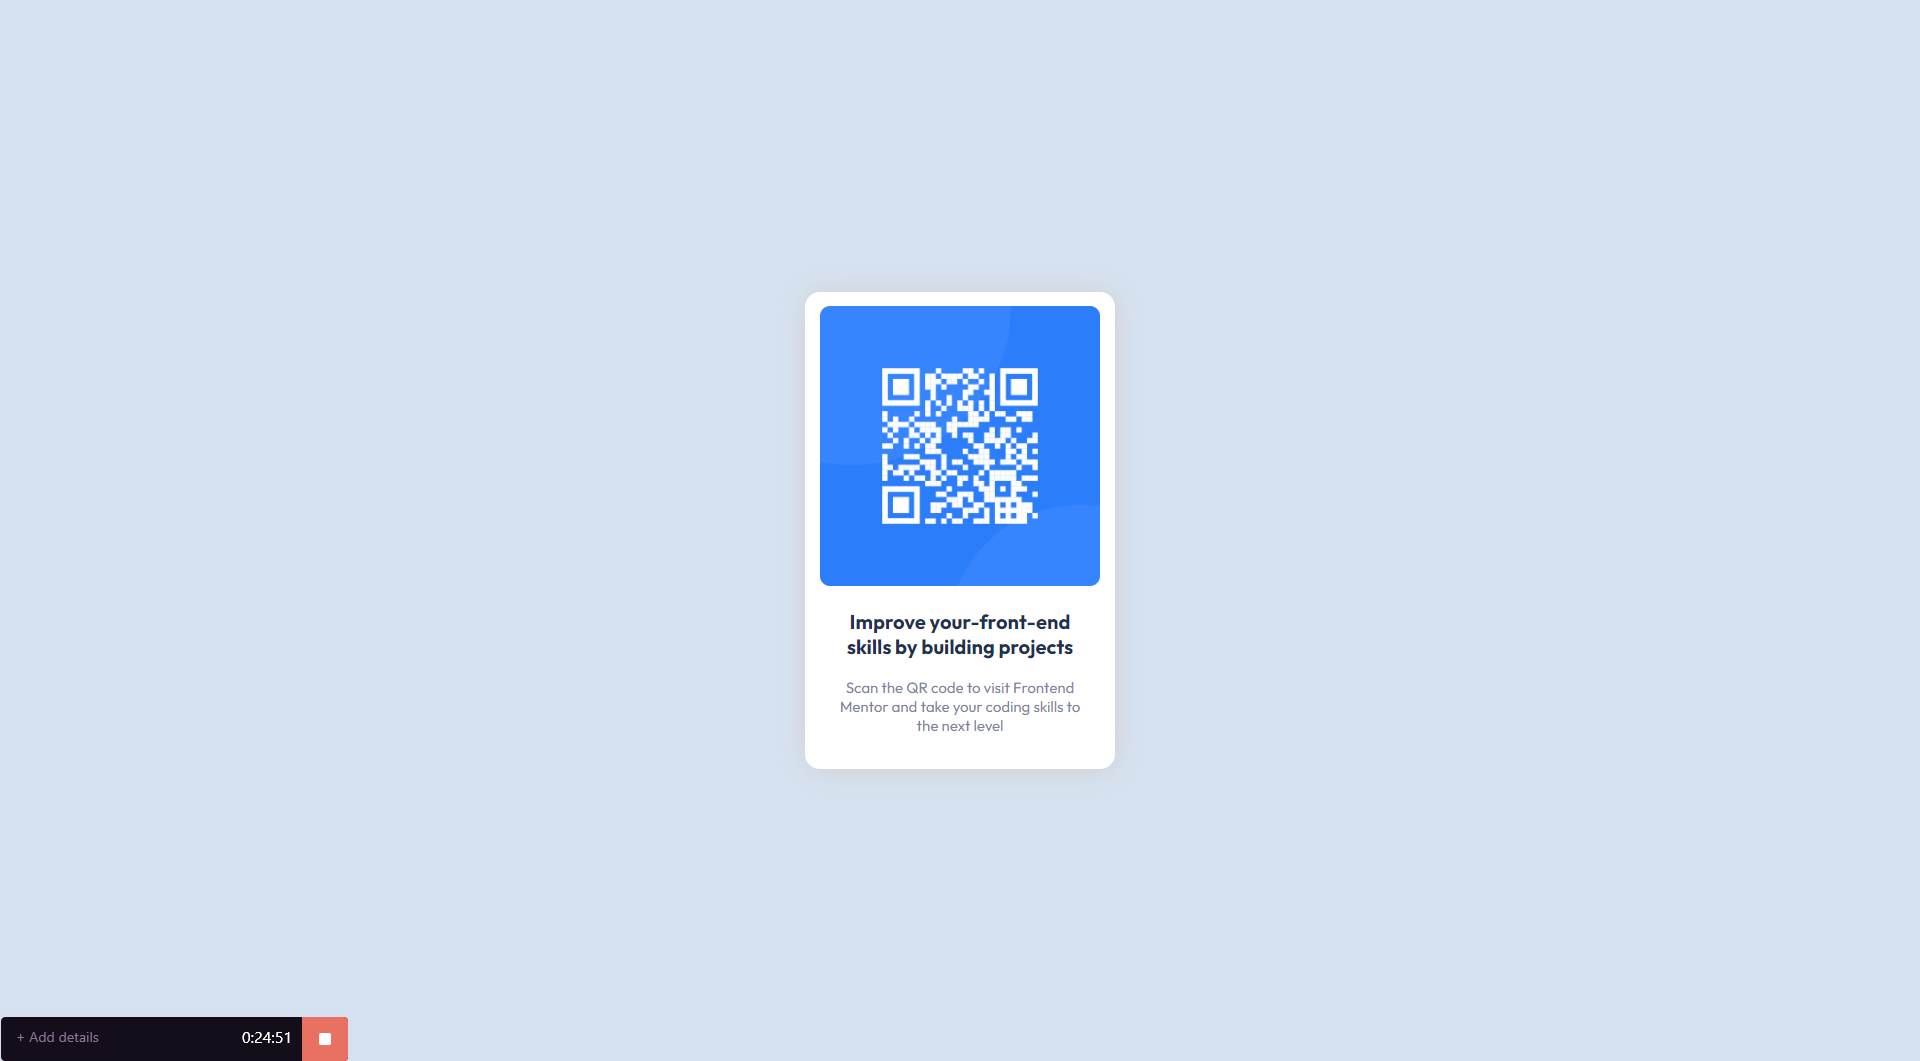 Improve your-front-end
skills by building projects
Scan the QR code to visit Frontend
Mentor and take your coding skills to
the next level
+ Add details
0:24:51